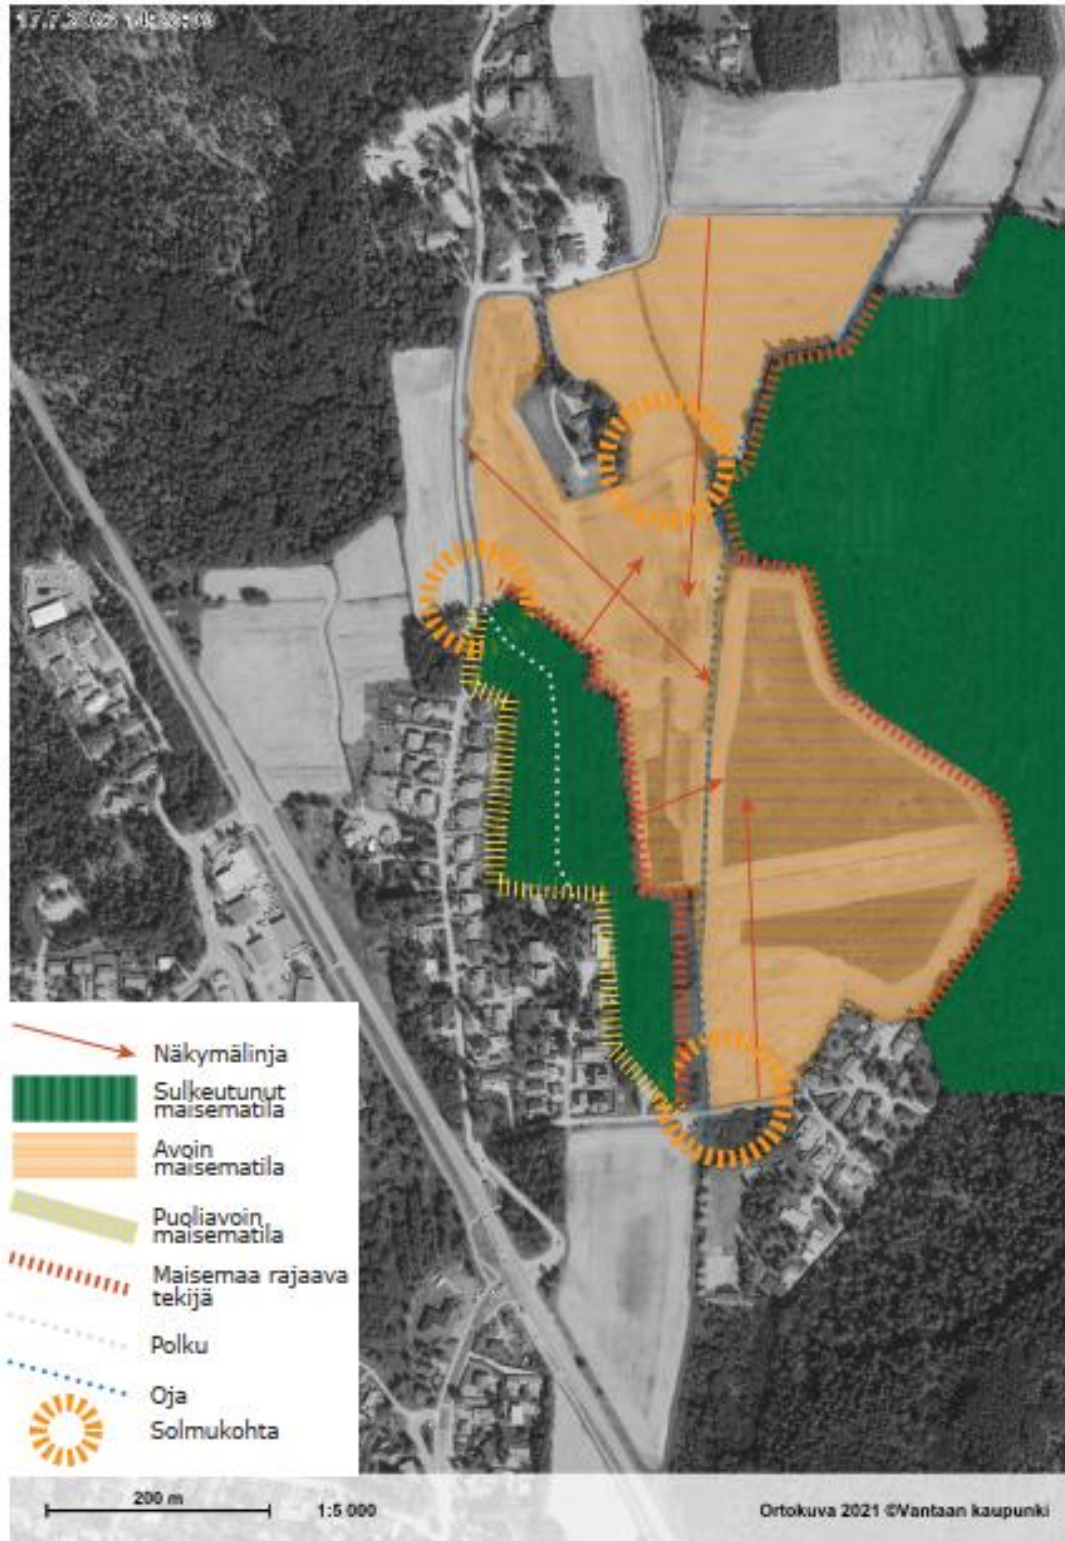 Näkymälinja
Sulkeutunut
maisematila
Avoin
maisematila
Puoliavoin
maisematila
Maisemaa rajaava
tekijä
Polku
Oja
Solmukohta
200 m
1:5 000
Ortokuva 2021 ©Vantaan kaupunki